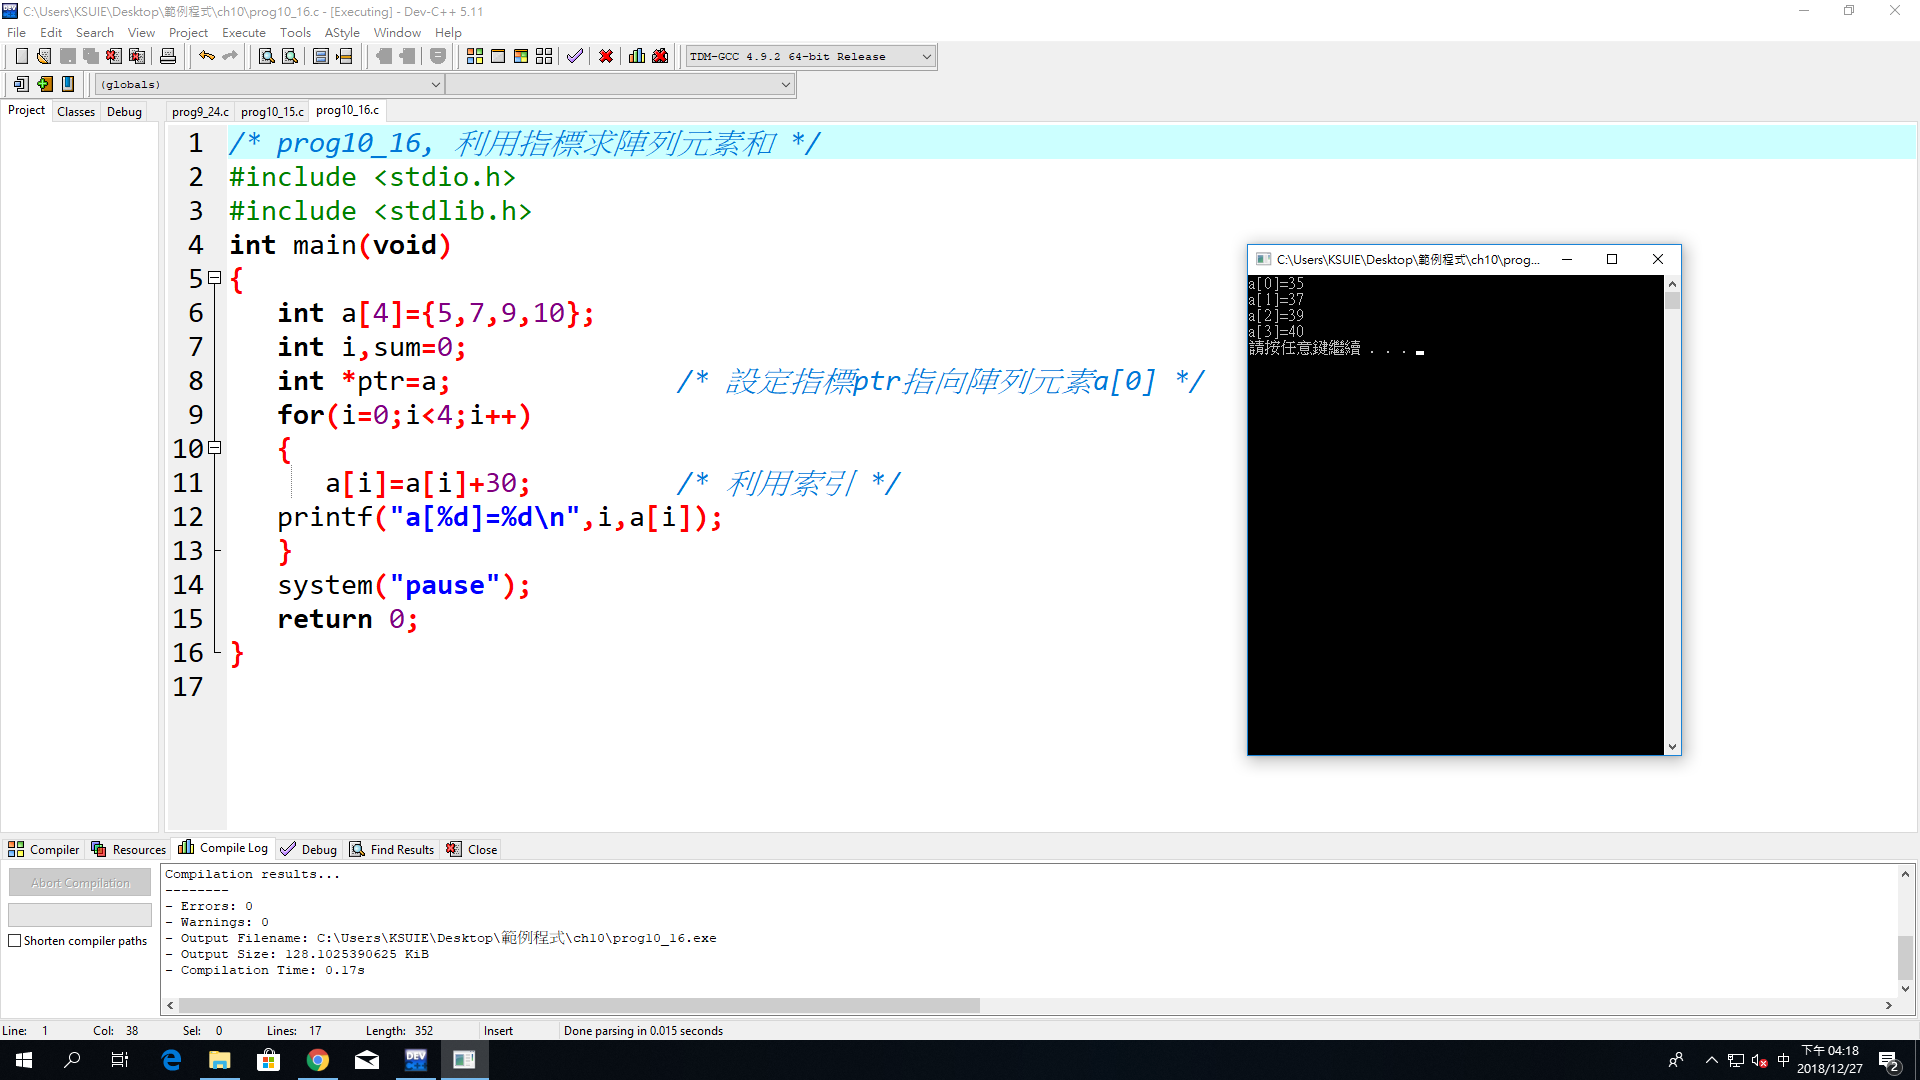 C:\Users\KSUIE\Desktop\範例程式\ch10\prog10_16.c - [Executing] - Dev-C++ 5.11
File Edit Search View Project Execute Tools AStyle Window Help
TDM-GCC 4.9.2 64-bit Release
(globals)
Project Classes Debug
prog9_24.c prog10_15.c prog10_16.c
1 /* prog10_16, 利用指標求陣列元素和 */
2 #include <stdio.h>
3 #include <stdlib.h>
4 int main(void)
5 {
6 int a[4]={5,7,9,10};
7 int i,sum=0;
8 int *ptr=a; /* 設定指標ptr指向陣列元素a[0] */
9 for(i=0;i<4;i++)
10 {
11 a[i]=a[i]+30; /* 利用索引 */
12 printf("a[%d]=%d\n",i,a[i]);
13 }
14 system("pause");
15 return 0;
16 }
17
C:\Users\KSUIE\Desktop\範例程式\ch10\prog...
a[0]=35
a[1]=37
a[2]=39
a[3]=40
請按任意鍵繼續 . . .
Compiler Resources Compile Log Debug Find Results Close
Abort Compilation
Shorten compiler paths
Compilation results...
--------
- Errors: 0
- Warnings: 0
- Output Filename: C:\Users\KSUIE\Desktop\範例程式\ch10\prog10_16.exe
- Output Size: 128.1025390625 KiB
- Compilation Time: 0.17s
Line: 1 Col: 38 Sel: 0 Lines: 17 Length: 352 Insert Done parsing in 0.015 seconds
DEV C++
中
下午 04:18
2018/12/27
2